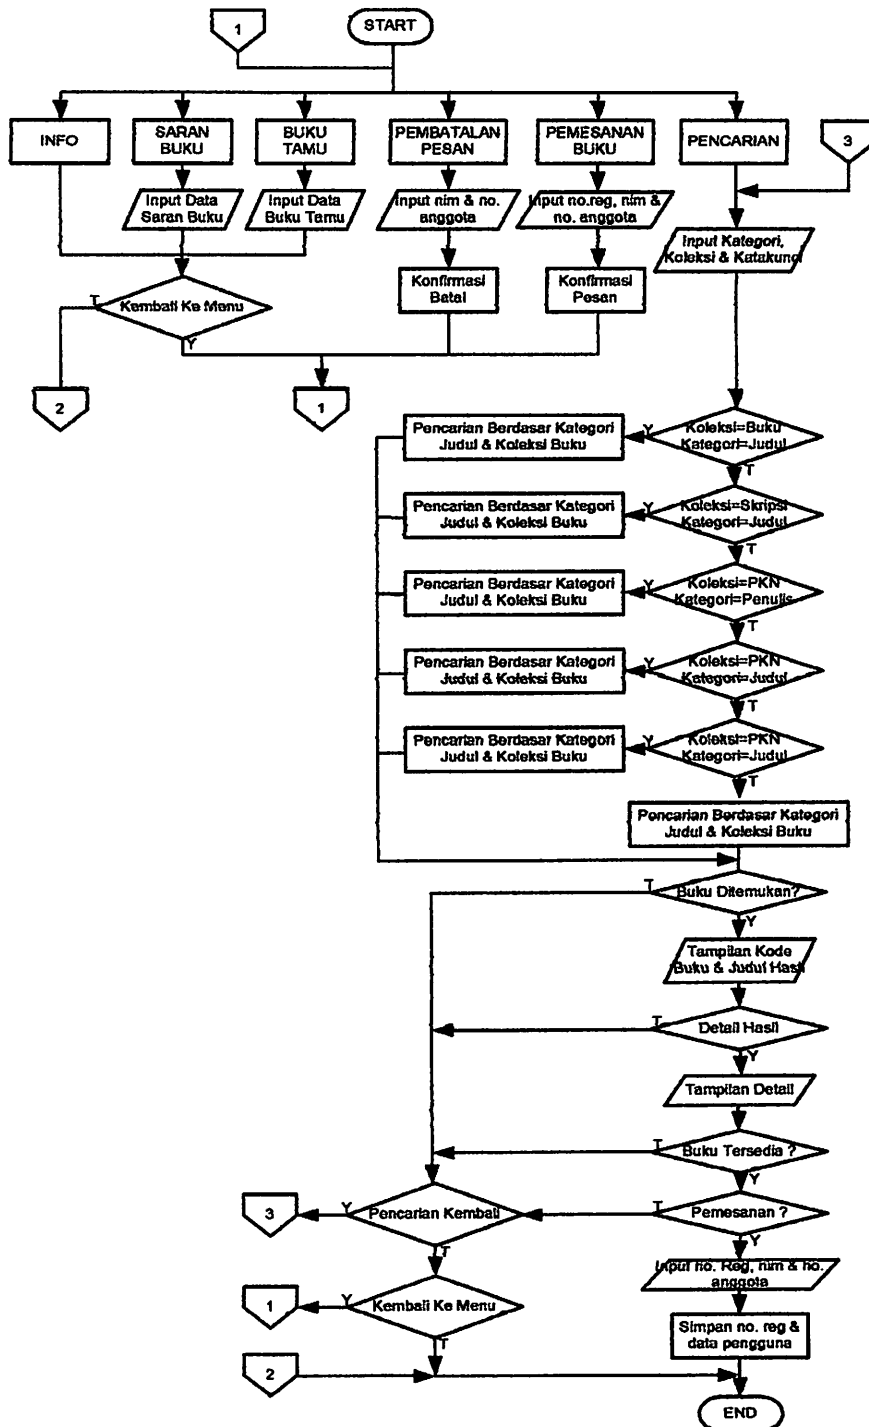 1
START
INFO
SARAN
BUKU
BUKU
TAMU
PEMBATALAN
PESAN
PEMESANAN
BUKU
PENCARIAN
3
Input Data
Saran Buku
Input Data
Buku Tamu
Input nim & no.
anggota
Input no.reg, nim &
no. anggota
Input Kategori,
Koleksi & Katakunci
Konfirmasi
Batal
Konfirmasi
Pesan
T
Kembali Ke Menu
Y
2
1
Pencarian Berdasar Kategori
Judul & Koleksi Buku
Y
Koleksi=Buku
Kategori=Judul
T
Pencarian Berdasar Kategori
Judul & Koleksi Buku
Y
Koleksi=Skripsi
Kategori=Judul
T
Pencarian Berdasar Kategori
Judul & Koleksi Buku
Y
Koleksi=PKN
Kategori=Penulis
T
Pencarian Berdasar Kategori
Judul & Koleksi Buku
Y
Koleksi=PKN
Kategori=Judul
T
Pencarian Berdasar Kategori
Judul & Koleksi Buku
Y
Koleksi=PKN
Kategori=Judul
T
Pencarian Berdasar Kategori
Judul & Koleksi Buku
T
Buku Ditemukan?
Y
Tampilan Kode
Buku & Judul Hasil
T
Detail Hasil
Y
Tampilan Detail
T
Buku Tersedia ?
Y
3
Y
Pencarian Kembali
T
T
Pemesanan ?
Y
Input no. Reg, nim & no.
anggota
1
Y
Kembali Ke Menu
T
Simpan no. reg &
data pengguna
2
END